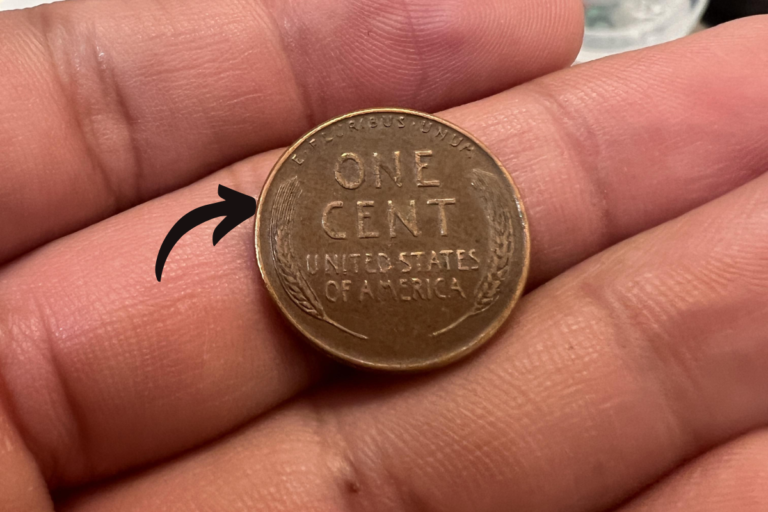 E·PLURIBUS·UNUM
ONE
CENT
UNITED STATES
OF AMERICA